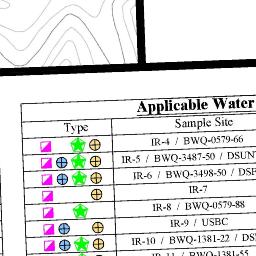 Applicable Water
Type Sample Site
IR-4 / BWQ-0579-66
IR-5 / BWQ-3487-50 / DSUN
IR-6 / BWQ-3498-50 / DSF
IR-7
IR-8 / BWQ-0579-88
IR-9 / USBC
IR-10 / BWQ-1381-22 /
IR-11 / BWQ-1381-55